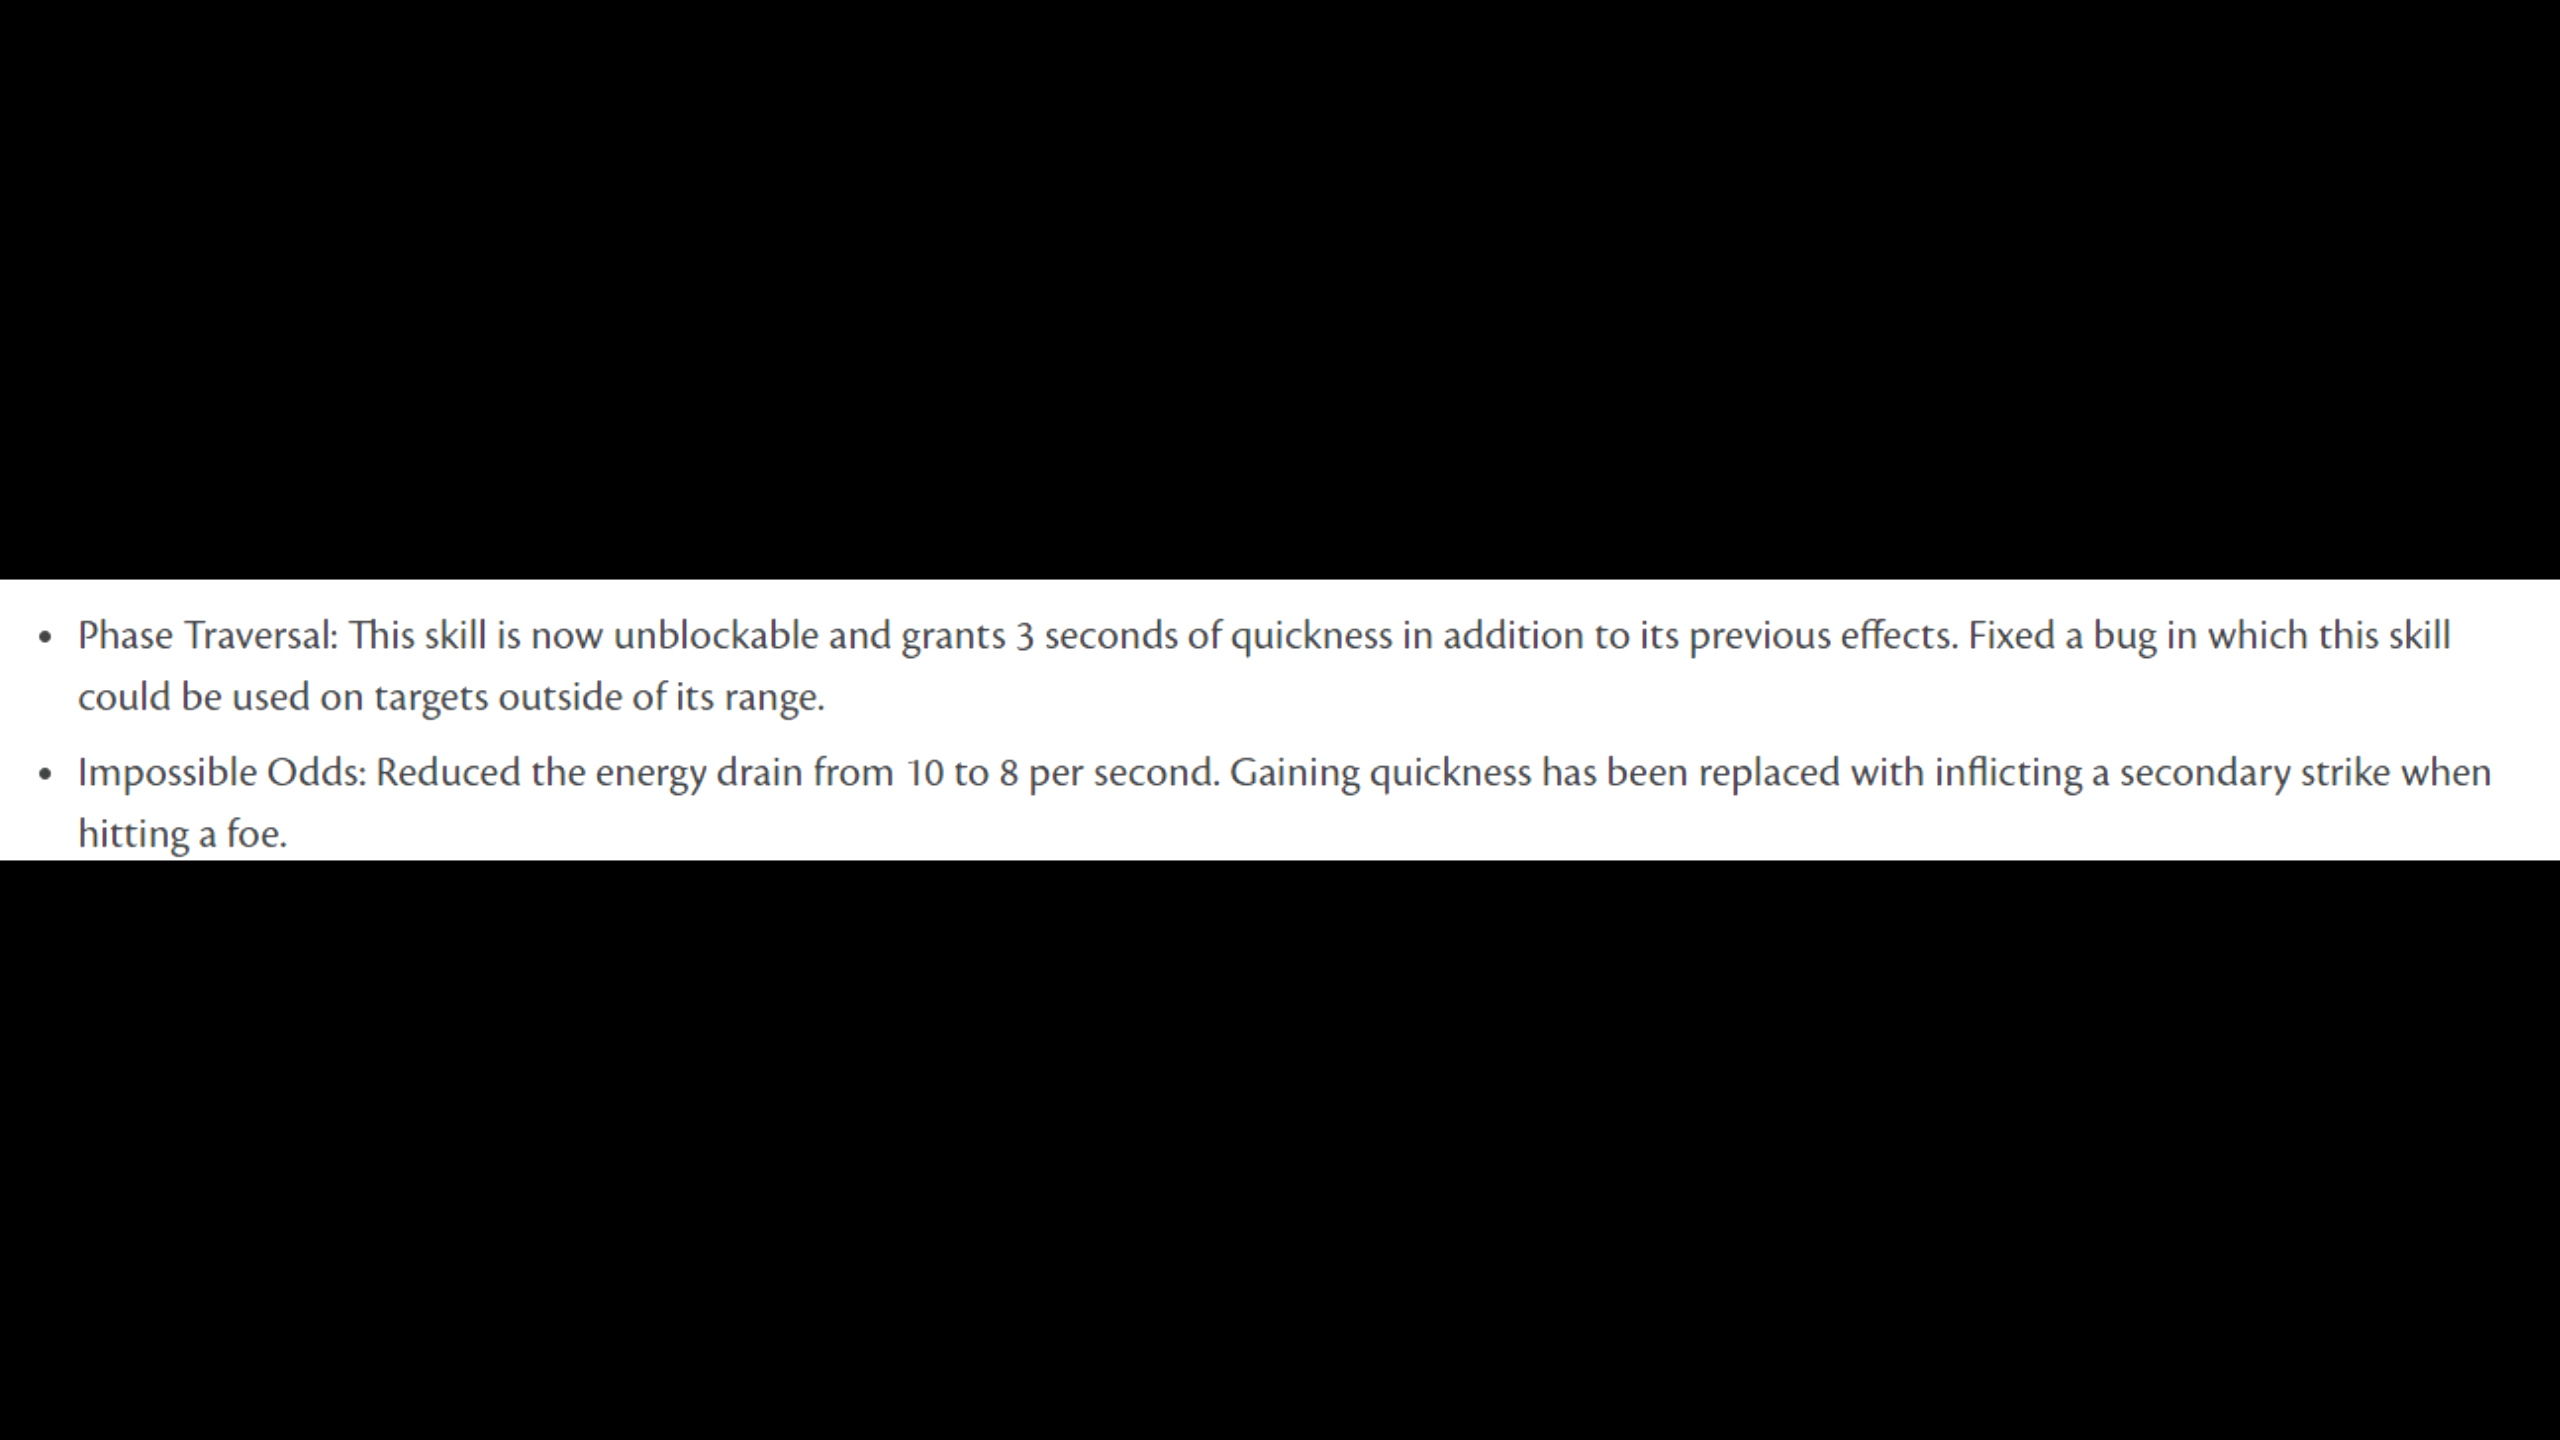 • Phase Traversal: This skill is now unblockable and grants 3 seconds of quickness in addition to its previous effects. Fixed a bug in which this skill
could be used on targets outside of its range.
• Impossible Odds: Reduced the energy drain from 10 to 8 per second. Gaining quickness has been replaced with inflicting a secondary strike when
hitting a foe.